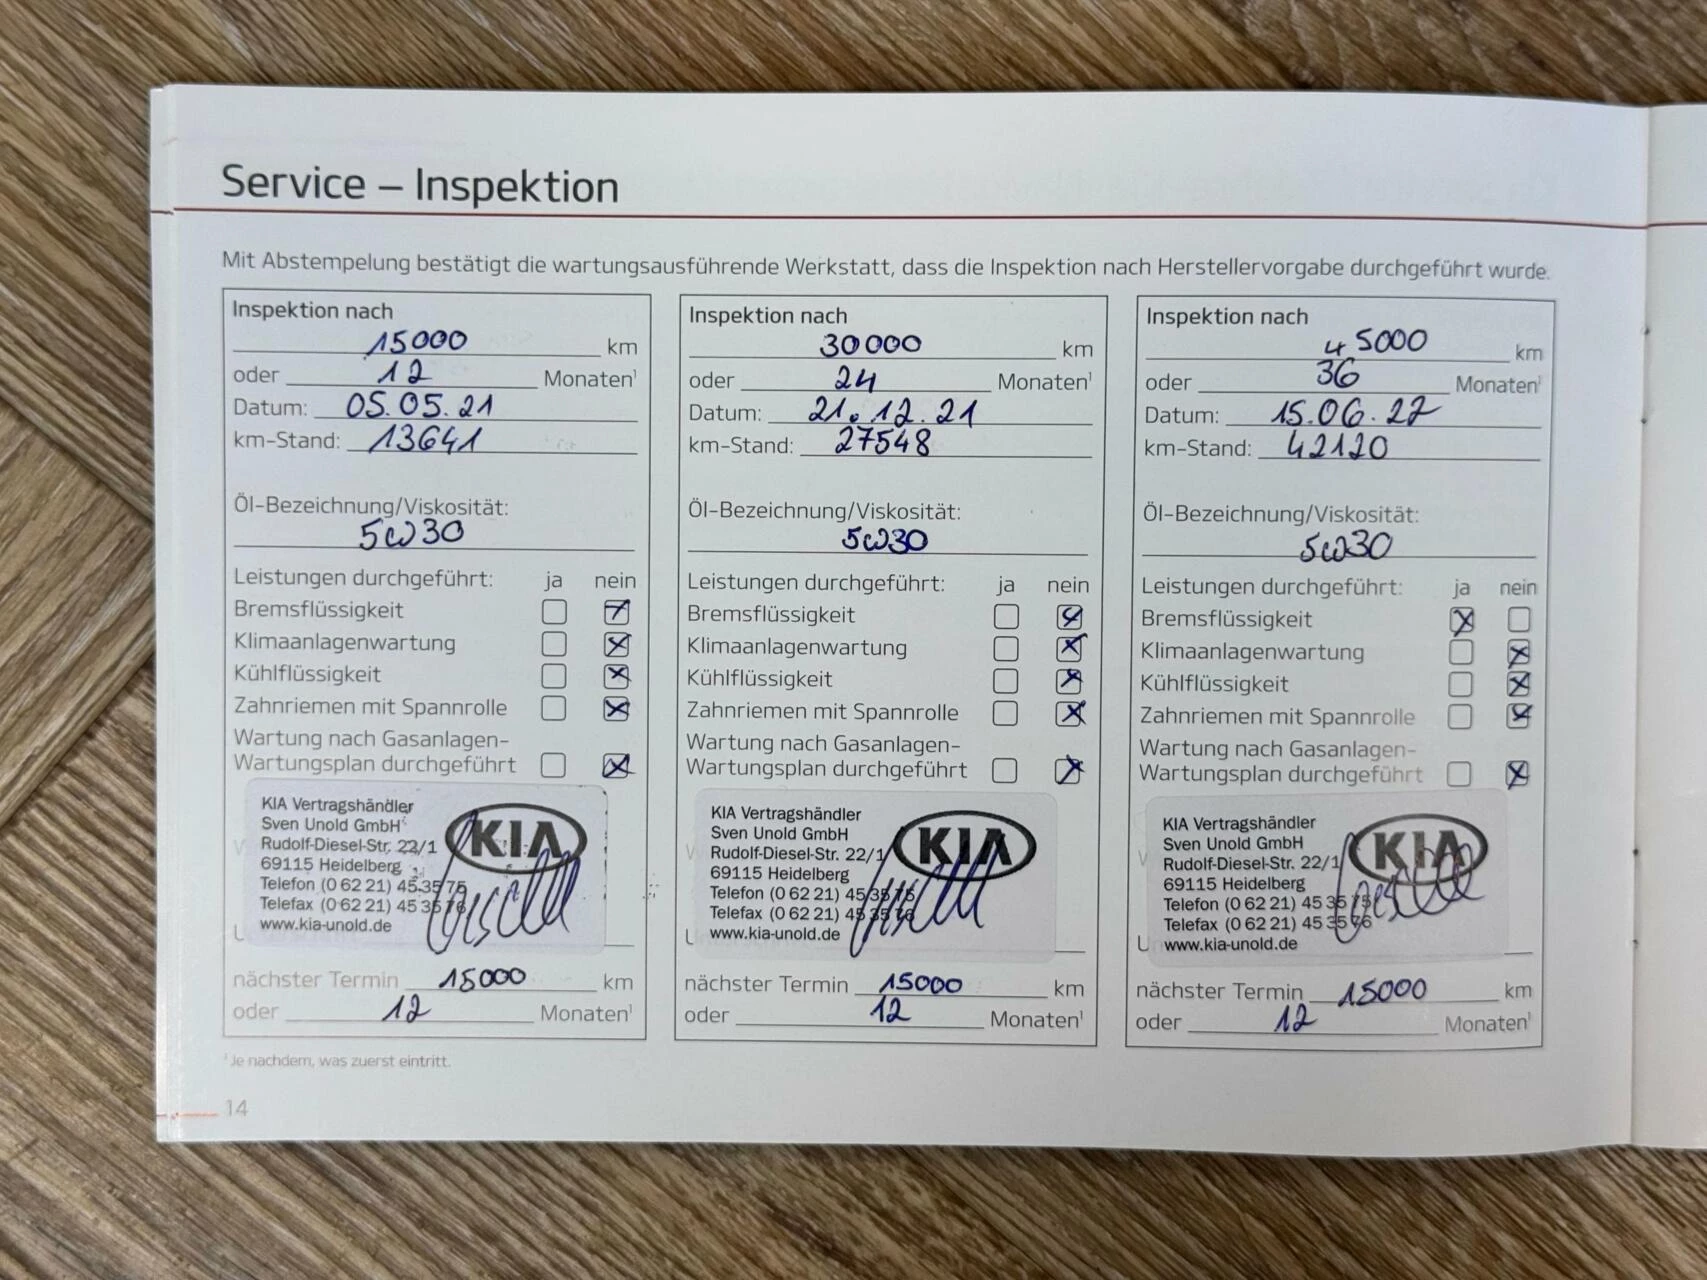 Service – Inspektion
Mit Abstempelung bestätigt die wartungsausführende Werkstatt, dass die Inspektion nach Herstellervorgabe durchgeführt wurde.
Inspektion nach
15000 km
oder 12 Monaten¹
Datum: 05.05.21
km-Stand: 13641
Öl-Bezeichnung/Viskosität:
5W30
Leistungen durchgeführt: ja nein
Bremsflüssigkeit
Klimaanlagenwartung
Kühlflüssigkeit
Zahnriemen mit Spannrolle
Wartung nach Gasanlagen-
Wartungsplan durchgeführt
KIA Vertragshändler
Sven Unold GmbH
Rudolf-Diesel-Str. 22/1
69115 Heidelberg
Telefon (0 62 21) 45 35 75
Telefax (0 62 21) 45 35 76
www.kia-unold.de
KIA
nächster Termin 15000 km
oder 12 Monaten¹
Inspektion nach
30000 km
oder 24 Monaten¹
Datum: 21.12.21
km-Stand: 27548
Öl-Bezeichnung/Viskosität:
5W30
Leistungen durchgeführt: ja nein
Bremsflüssigkeit
Klimaanlagenwartung
Kühlflüssigkeit
Zahnriemen mit Spannrolle
Wartung nach Gasanlagen-
Wartungsplan durchgeführt
KIA Vertragshändler
Sven Unold GmbH
Rudolf-Diesel-Str. 22/1
69115 Heidelberg
Telefon (0 62 21) 45 35 75
Telefax (0 62 21) 45 35 76
www.kia-unold.de
KIA
nächster Termin 15000 km
oder 12 Monaten¹
Inspektion nach
45000 km
oder 36 Monaten¹
Datum: 15.06.22
km-Stand: 42120
Öl-Bezeichnung/Viskosität:
5W30
Leistungen durchgeführt: ja nein
Bremsflüssigkeit
Klimaanlagenwartung
Kühlflüssigkeit
Zahnriemen mit Spannrolle
Wartung nach Gasanlagen-
Wartungsplan durchgeführt
KIA Vertragshändler
Sven Unold GmbH
Rudolf-Diesel-Str. 22/1
69115 Heidelberg
Telefon (0 62 21) 45 35 75
Telefax (0 62 21) 45 35 76
www.kia-unold.de
KIA
nächster Termin 15000 km
oder 12 Monaten¹
¹ Je nachdem, was zuerst eintritt.
14